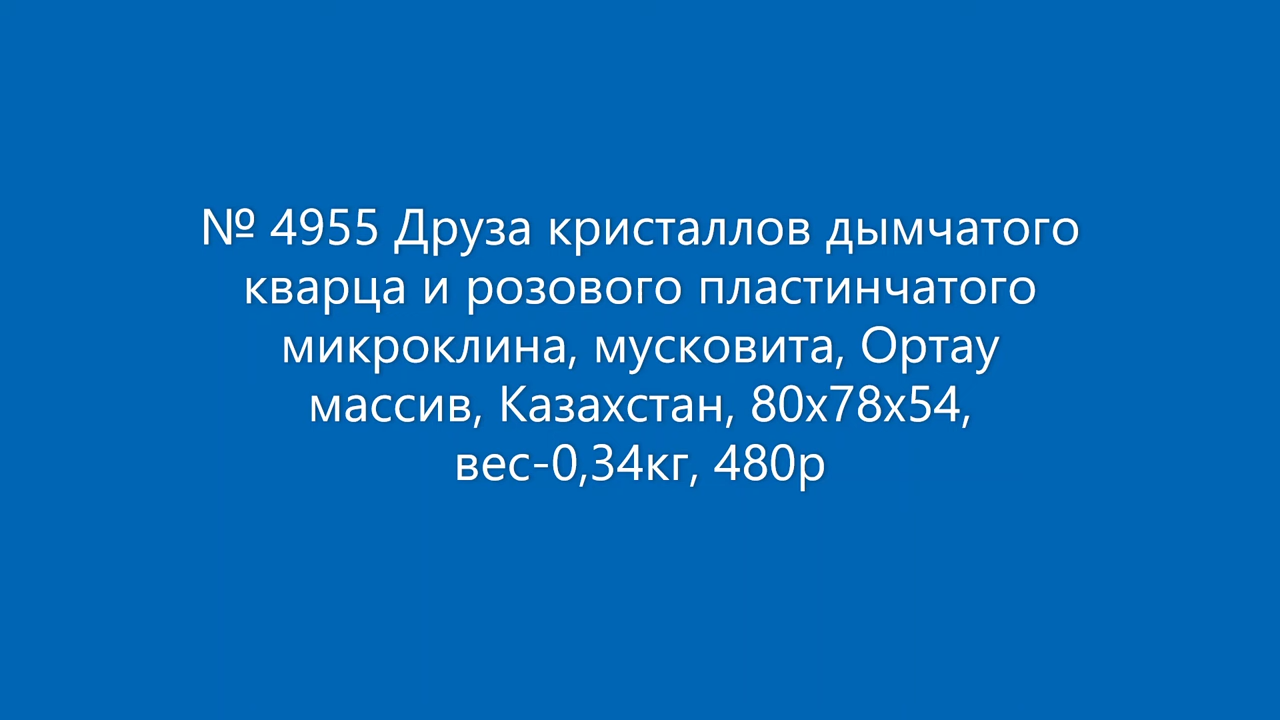 № 4955 Друза кристаллов дымчатого
кварца и розового пластинчатого
микроклина, мусковита, Ортау
массив, Казахстан, 80х78х54,
вес-0,34кг, 480р